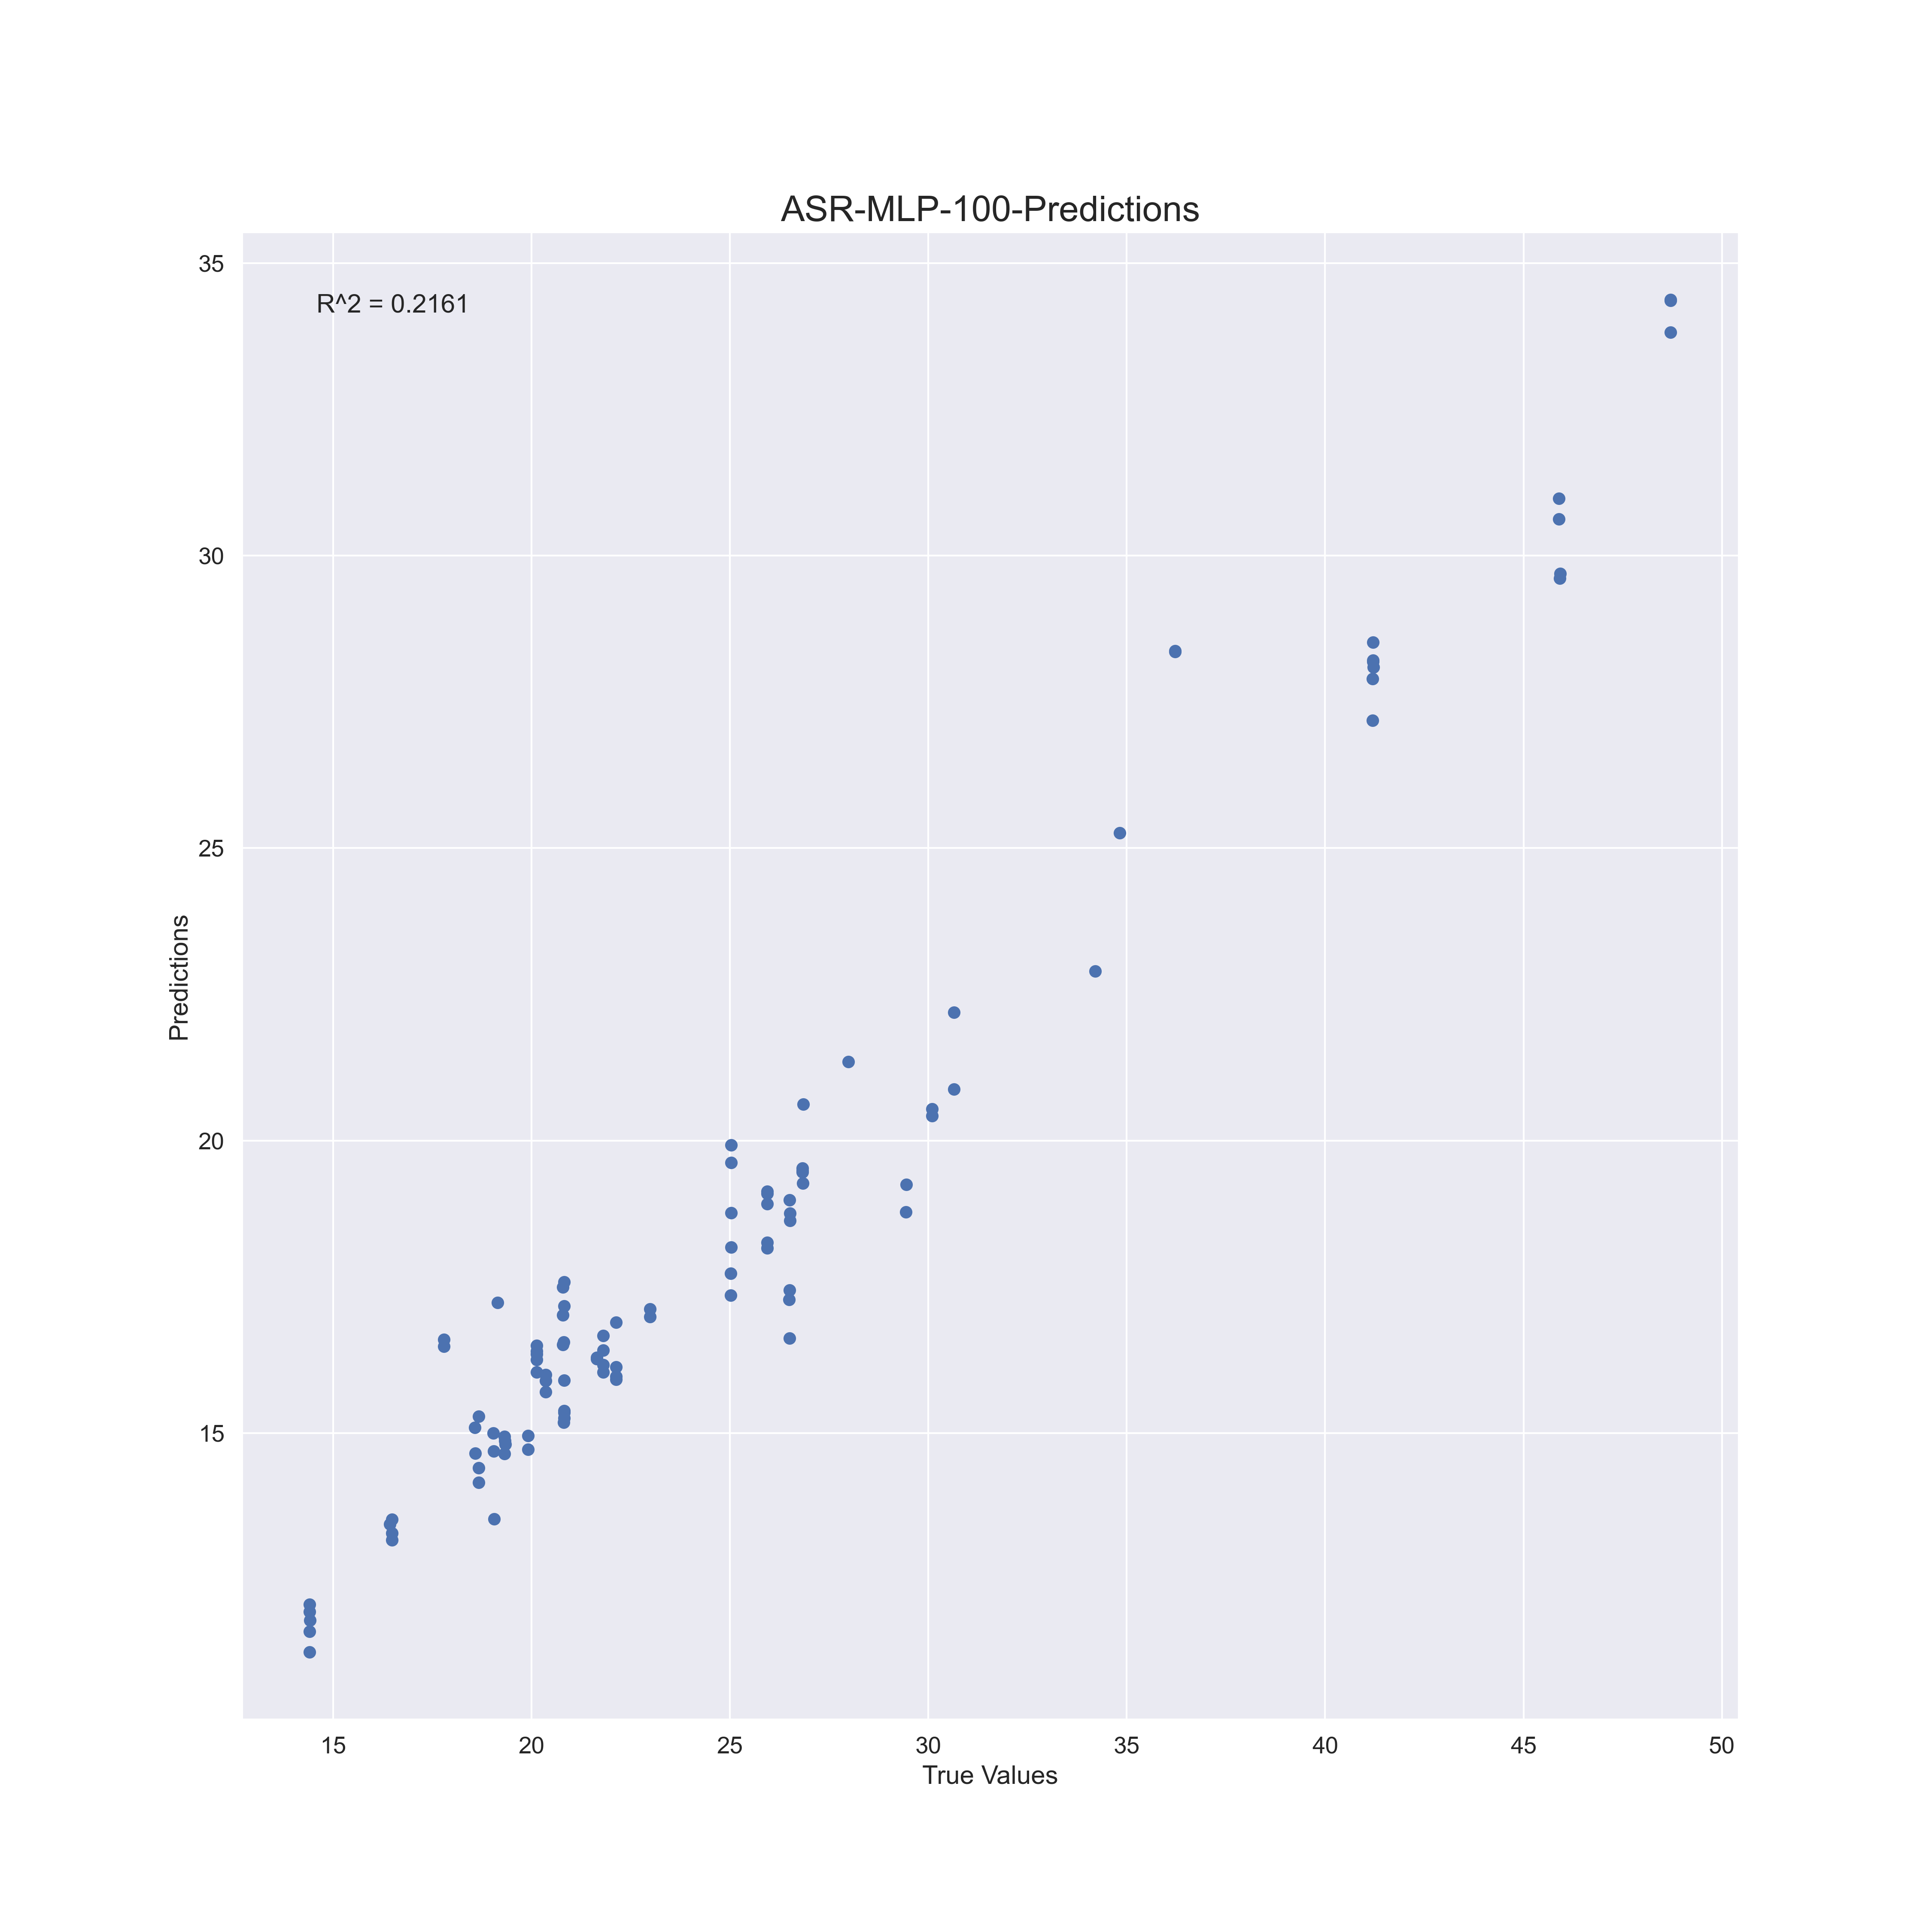 ASR-MLP-100-Predictions
R^2 = 0.2161
35
30
25
20
15
Predictions
15 20 25 30 35 40 45 50
True Values